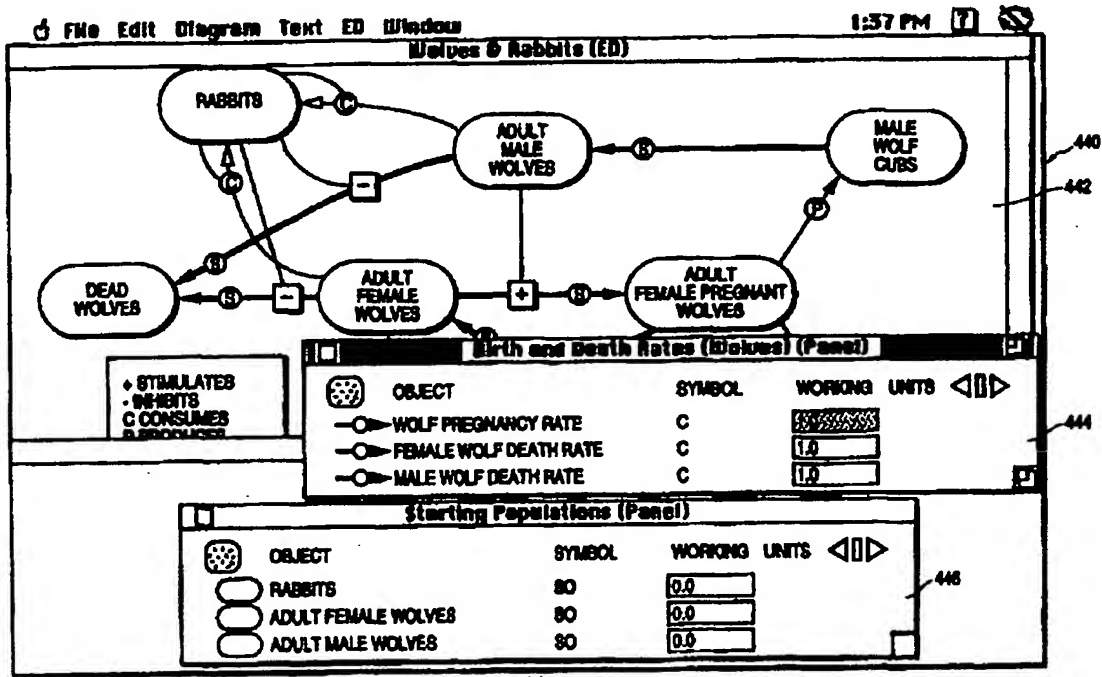 File Edit Diagram Text ED Window 1:37 PM ?
Wolves & Rabbits (ED)
RABBITS
C
ADULT
MALE
WOLVES
S
MALE
WOLF
CUBS
440
442
C
-
P
S
DEAD
WOLVES
S
-
ADULT
FEMALE
WOLVES
+
S
ADULT
FEMALE PREGNANT
WOLVES
+ STIMULATES
- INHIBITS
C CONSUMES
P PRODUCES
Birth and Death Rates (Wolves) (Panel)
OBJECT SYMBOL WORKING UNITS
WOLF PREGNANCY RATE C
FEMALE WOLF DEATH RATE C 1.0
MALE WOLF DEATH RATE C 1.0
444
Starting Populations (Panel)
OBJECT SYMBOL WORKING UNITS
RABBITS SO 0.0
ADULT FEMALE WOLVES SO 0.0
ADULT MALE WOLVES SO 0.0
446